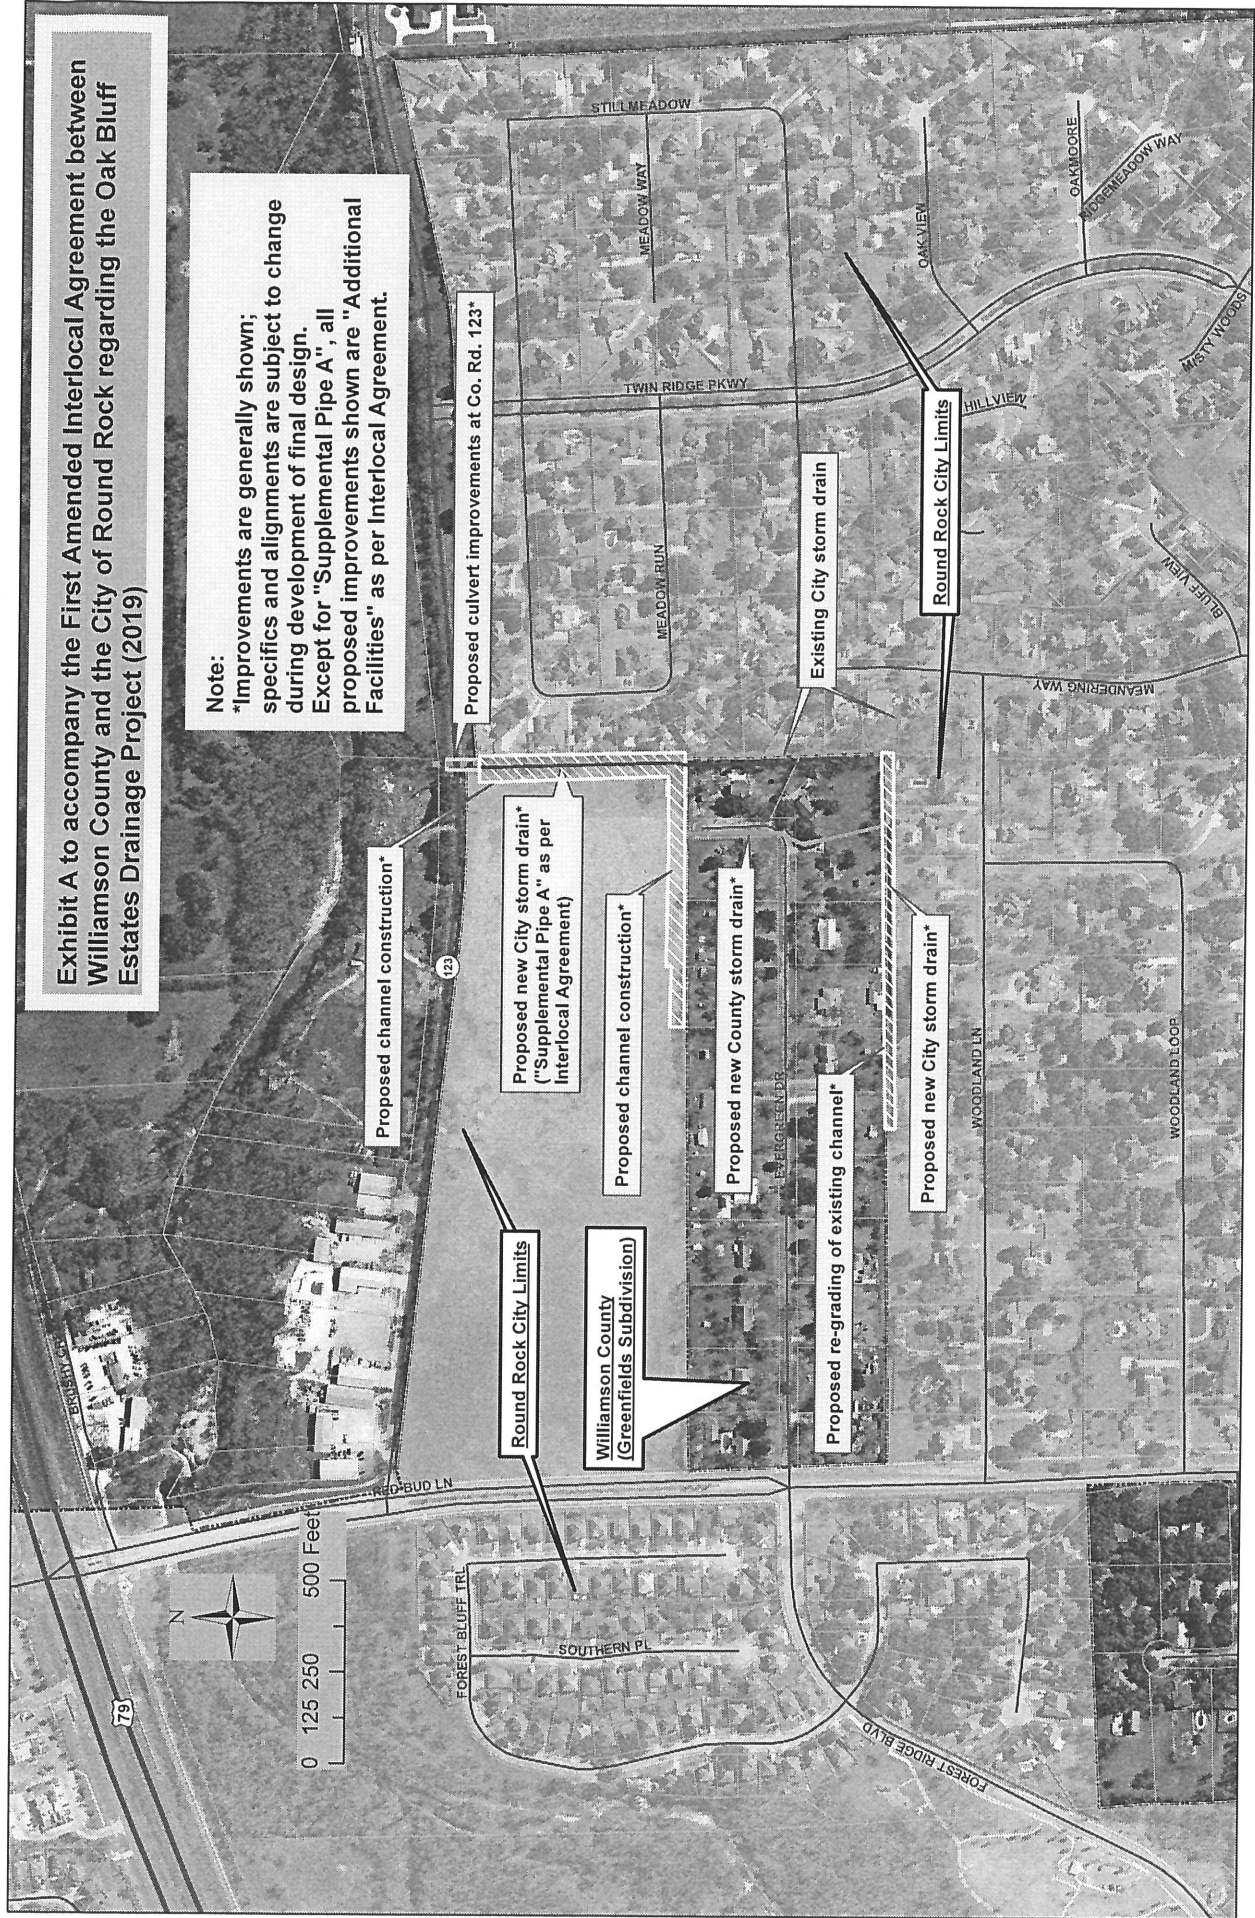 Exhibit A to accompany the First Amended Interlocal Agreement between
Williamson County and the City of Round Rock regarding the Oak Bluff
Estates Drainage Project (2019)
Note:
*Improvements are generally shown;
specifics and alignments are subject to change
during development of final design.
Except for "Supplemental Pipe A", all
proposed improvements shown are "Additional
Facilities" as per Interlocal Agreement.
79
BRUSHY CR
N
0 125 250 500 Feet
RED BUD LN
Proposed channel construction*
123
Proposed culvert improvements at Co. Rd. 123*
STILLMEADOW
MEADOW WAY
TWIN RIDGE PKWY
MEADOW RUN
FOREST BLUFF TRL
SOUTHERN PL
Round Rock City Limits
Proposed new City storm drain*
("Supplemental Pipe A" as per
Interlocal Agreement)
Williamson County
(Greenfields Subdivision)
Proposed channel construction*
Proposed new County storm drain*
EVERGREEN DR
Existing City storm drain
Proposed re-grading of existing channel*
Proposed new City storm drain*
Round Rock City Limits
OAK VIEW
HILLVIEW
OAKMOORE
RIDGEMEADOW WAY
MISTY WOODS
BLUFF VIEW
MEANDERING WAY
WOODLAND LN
WOODLAND LOOP
FOREST RIDGE BLVD